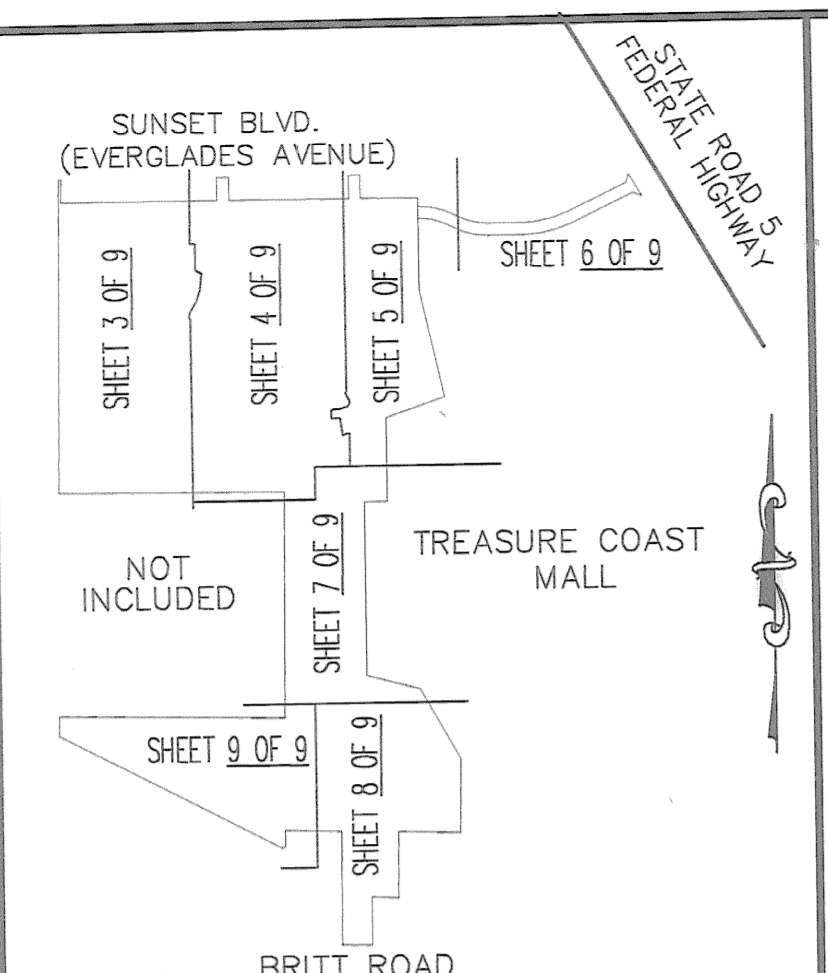 STATE ROAD 5
FEDERAL HIGHWAY
SUNSET BLVD.
(EVERGLADES AVENUE)
SHEET 3 OF 9
SHEET 4 OF 9
SHEET 5 OF 9
SHEET 6 OF 9
NOT
INCLUDED
SHEET 7 OF 9
TREASURE COAST
MALL
SHEET 9 OF 9
SHEET 8 OF 9
BRITT ROAD